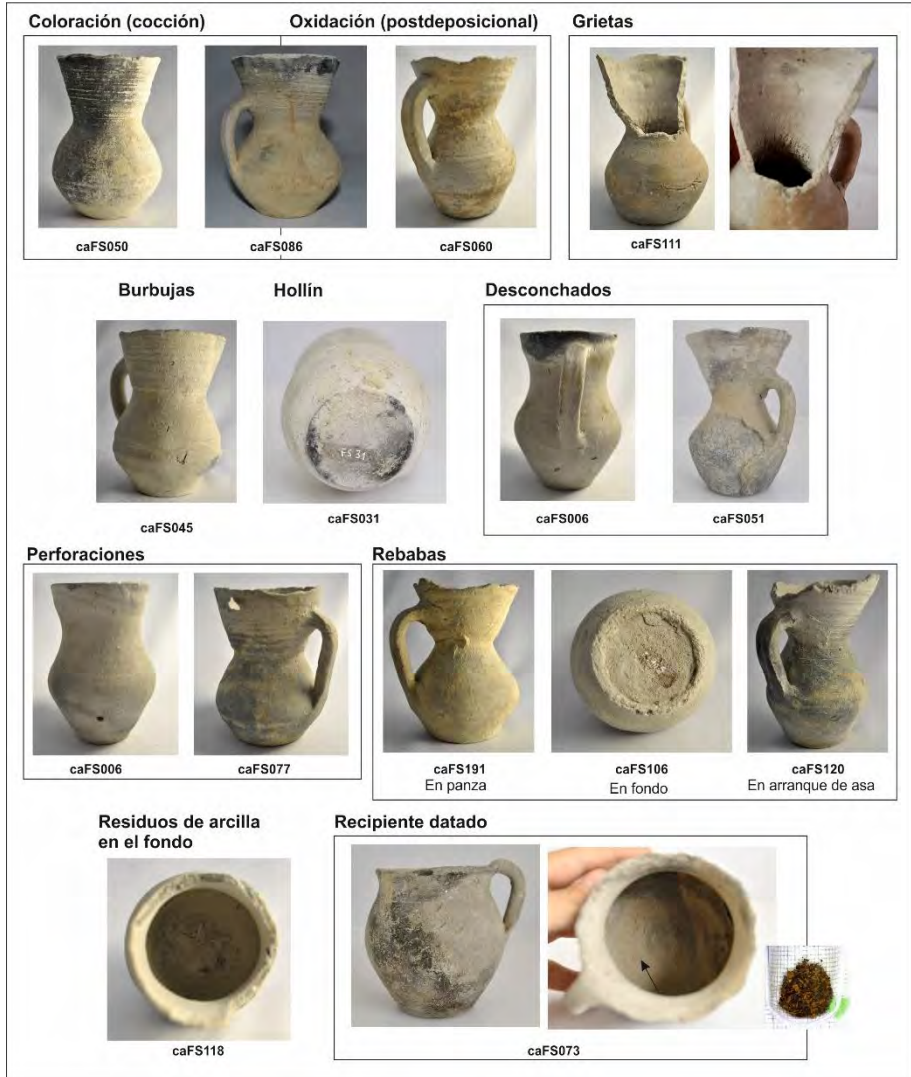 Coloración (cocción)
Oxidación (postdeposicional)
Grietas
caFS050
caFS086
caFS060
caFS111
Burbujas
Hollín
Desconchados
FS 31
caFS045
caFS031
caFS006
caFS051
Perforaciones
Rebabas
caFS006
caFS077
caFS191
En panza
caFS106
En fondo
caFS120
En arranque de asa
Residuos de arcilla
en el fondo
Recipiente datado
caFS118
caFS073